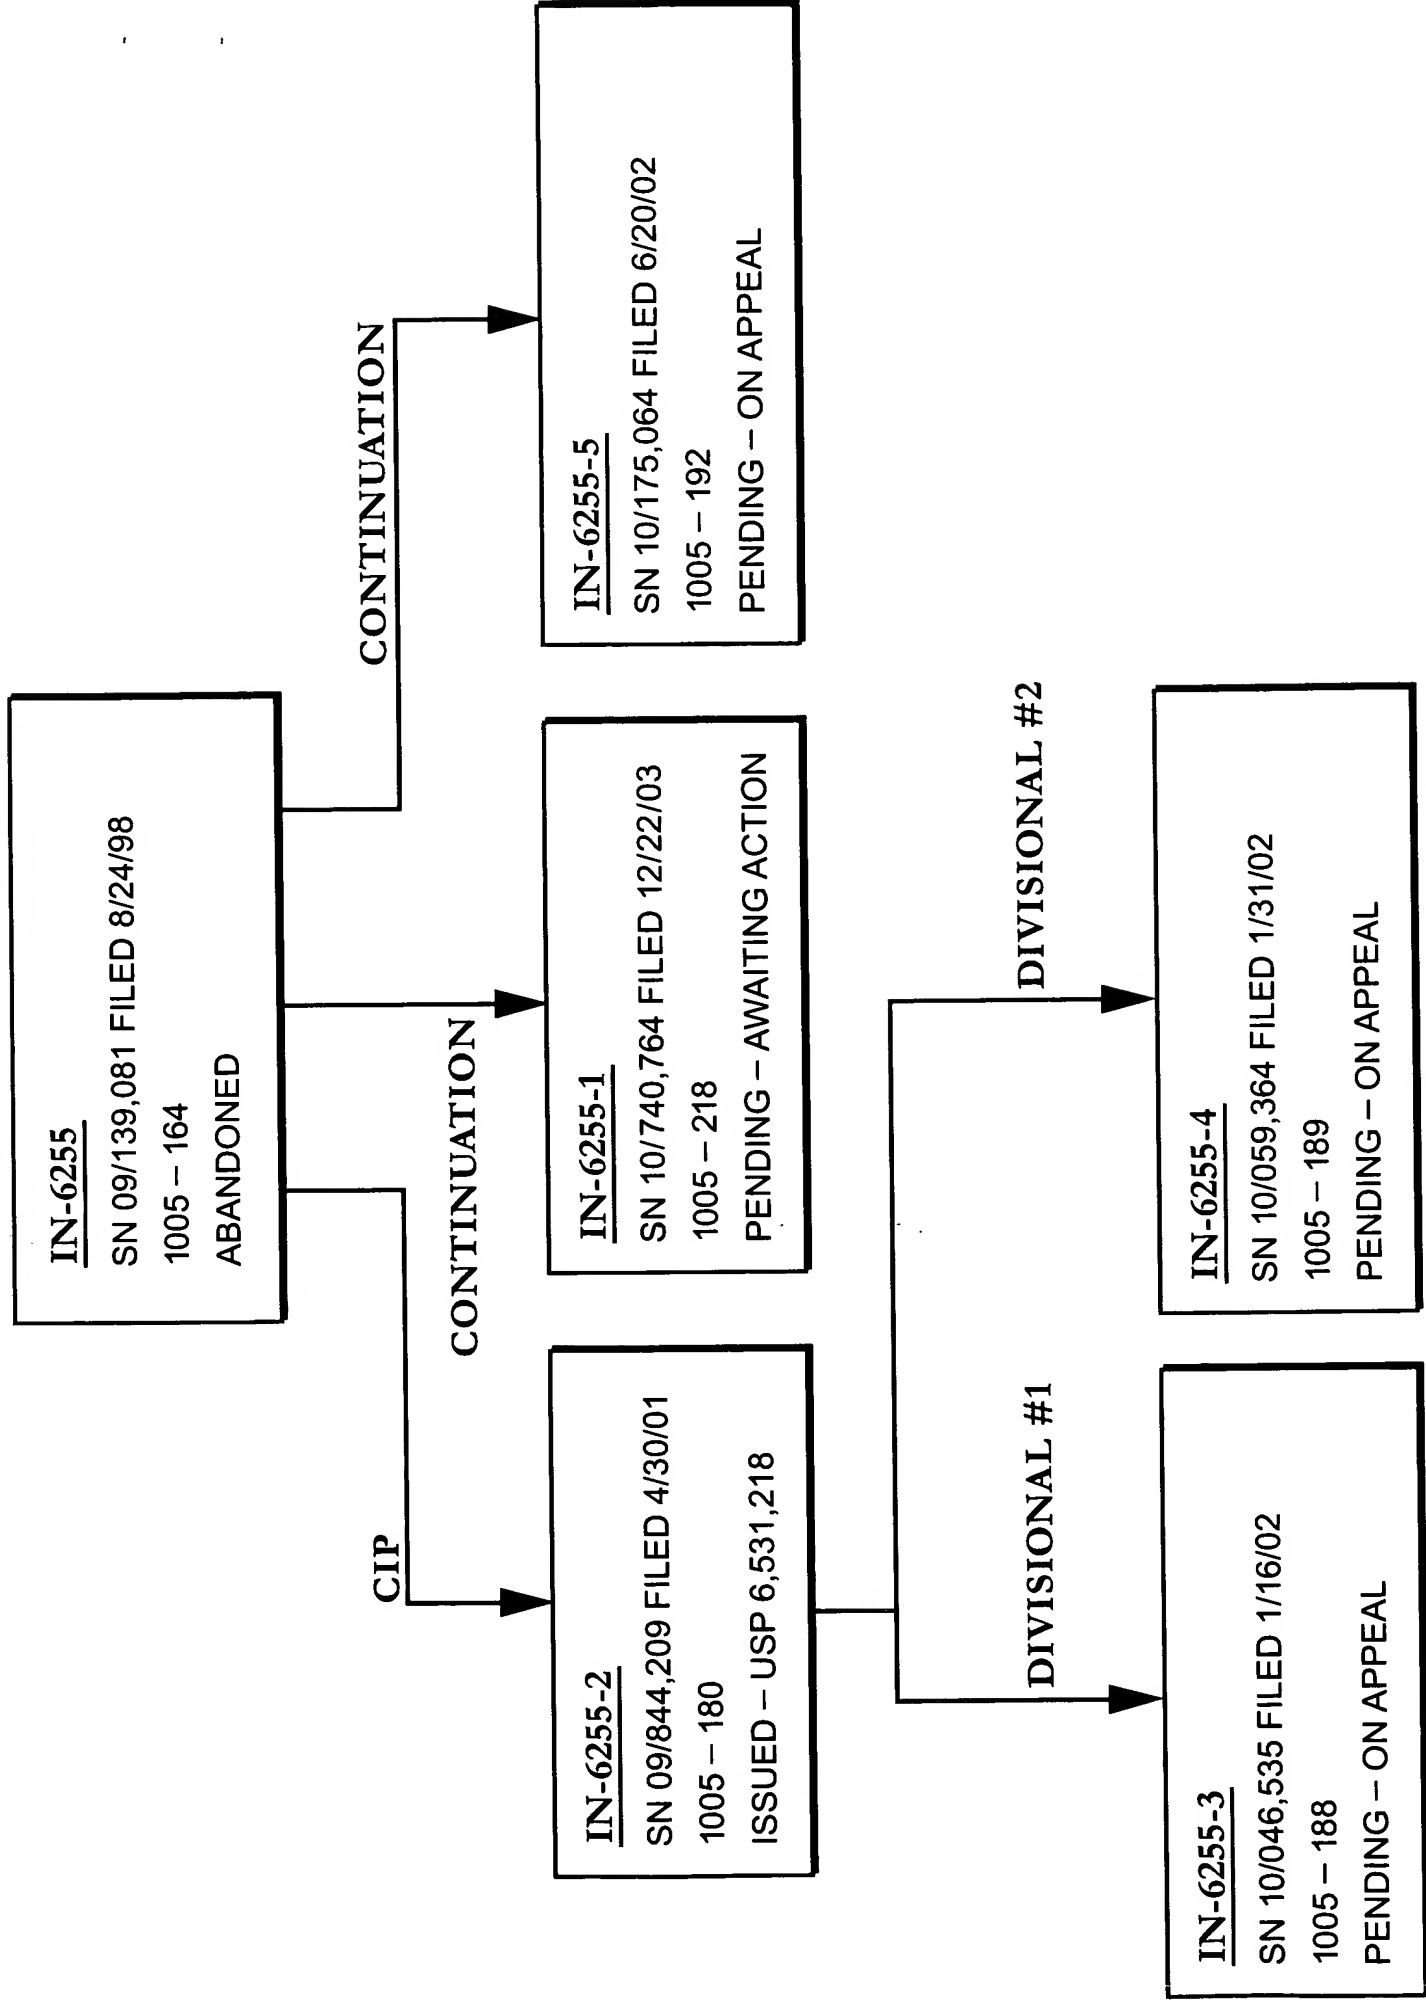 IN-6255
SN 09/139,081 FILED 8/24/98
1005 – 164
ABANDONED
CIP
CONTINUATION
CONTINUATION
IN-6255-2
SN 09/844,209 FILED 4/30/01
1005 – 180
ISSUED – USP 6,531,218
IN-6255-1
SN 10/740,764 FILED 12/22/03
1005 – 218
PENDING – AWAITING ACTION
IN-6255-5
SN 10/175,064 FILED 6/20/02
1005 – 192
PENDING – ON APPEAL
DIVISIONAL #1
DIVISIONAL #2
IN-6255-3
SN 10/046,535 FILED 1/16/02
1005 – 188
PENDING – ON APPEAL
IN-6255-4
SN 10/059,364 FILED 1/31/02
1005 – 189
PENDING – ON APPEAL